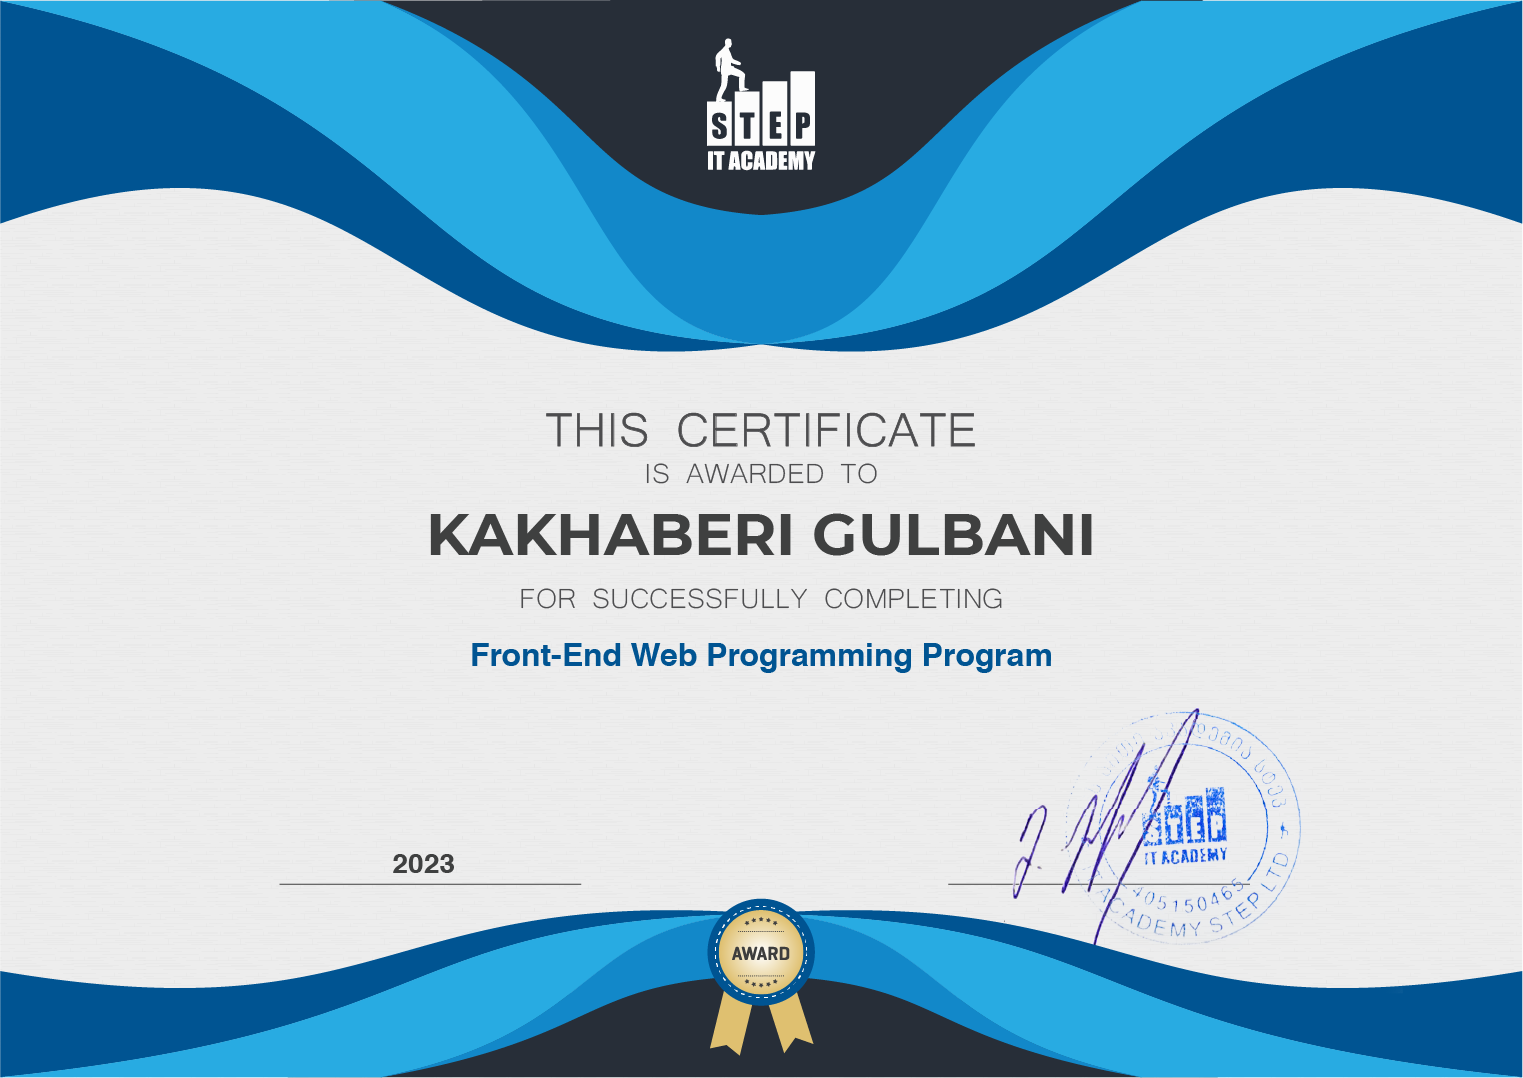 STEP
IT ACADEMY
THIS CERTIFICATE
IS AWARDED TO
KAKHABERI GULBANI
FOR SUCCESSFULLY COMPLETING
Front-End Web Programming Program
2023
STEP
IT ACADEMY
405150465
ACADEMY STEP LTD
AWARD